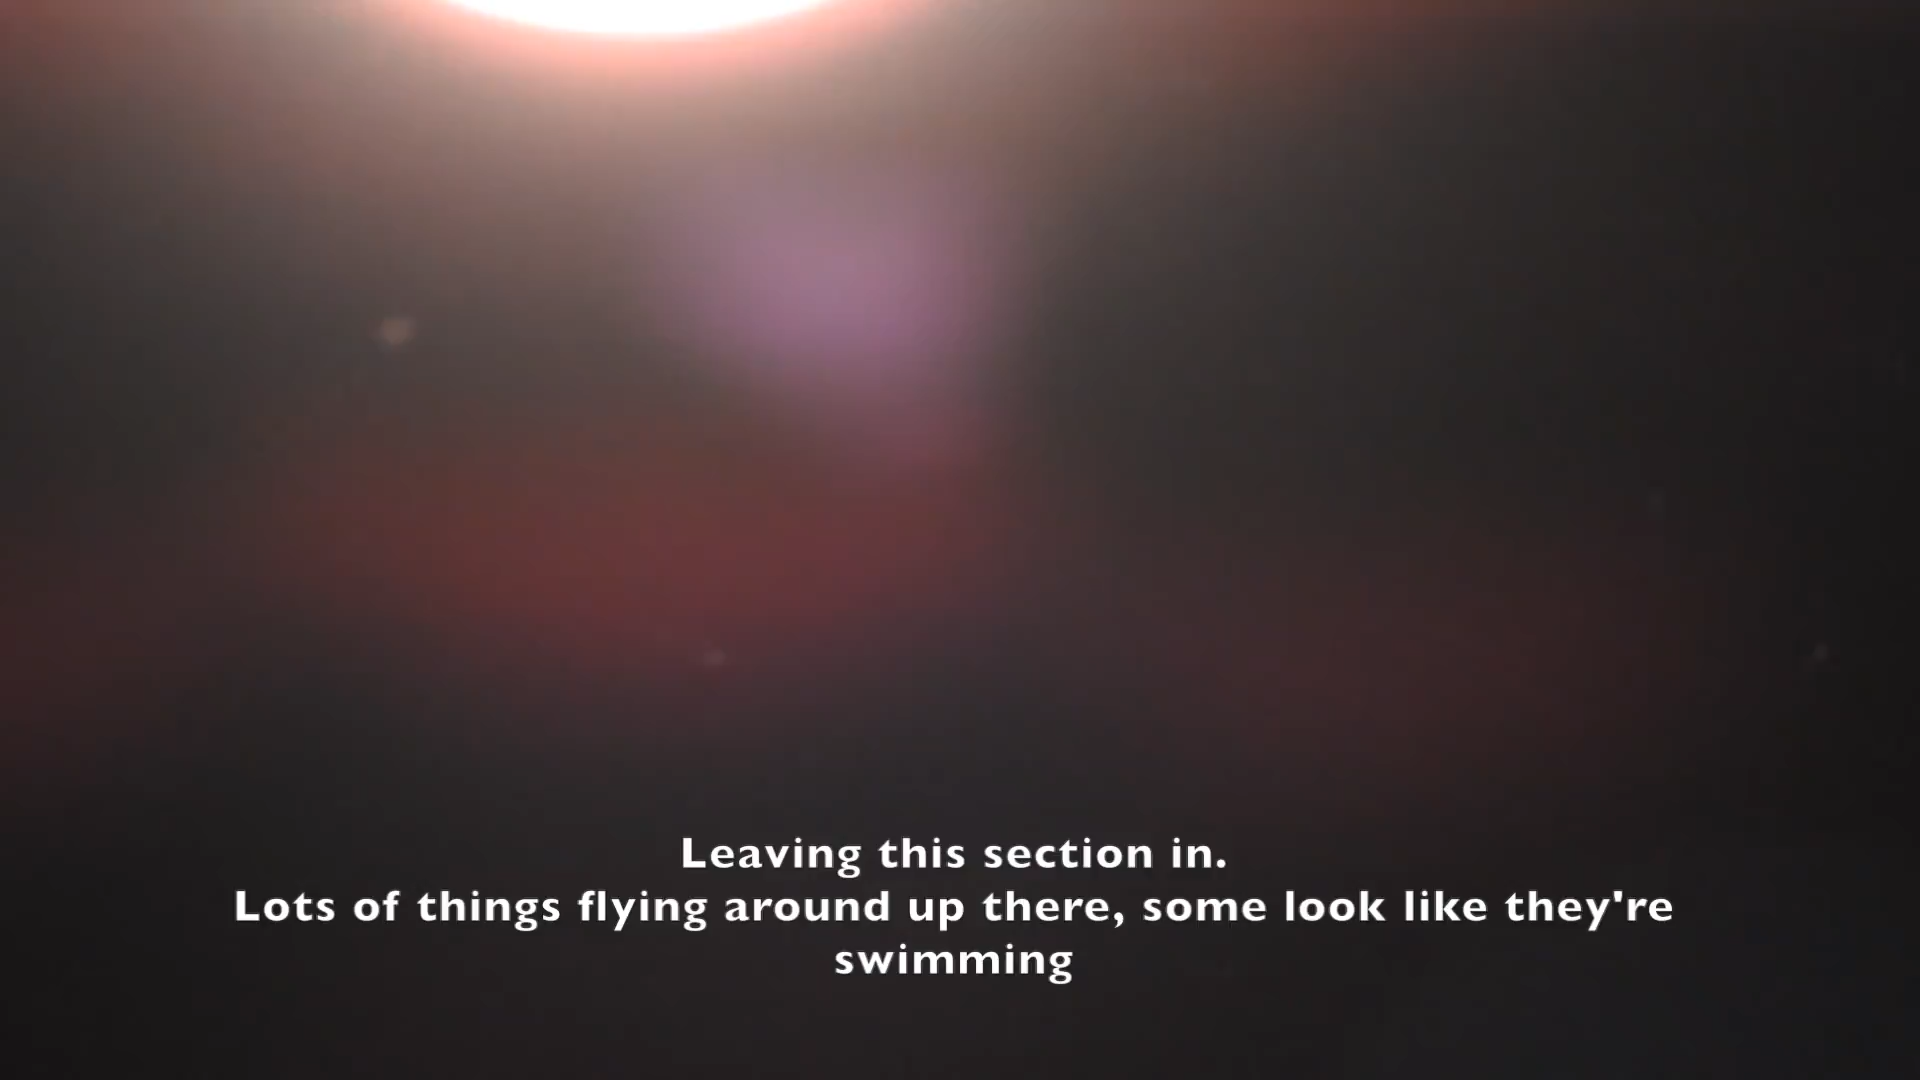 Leaving this section in.
Lots of things flying around up there, some look like they're
swimming